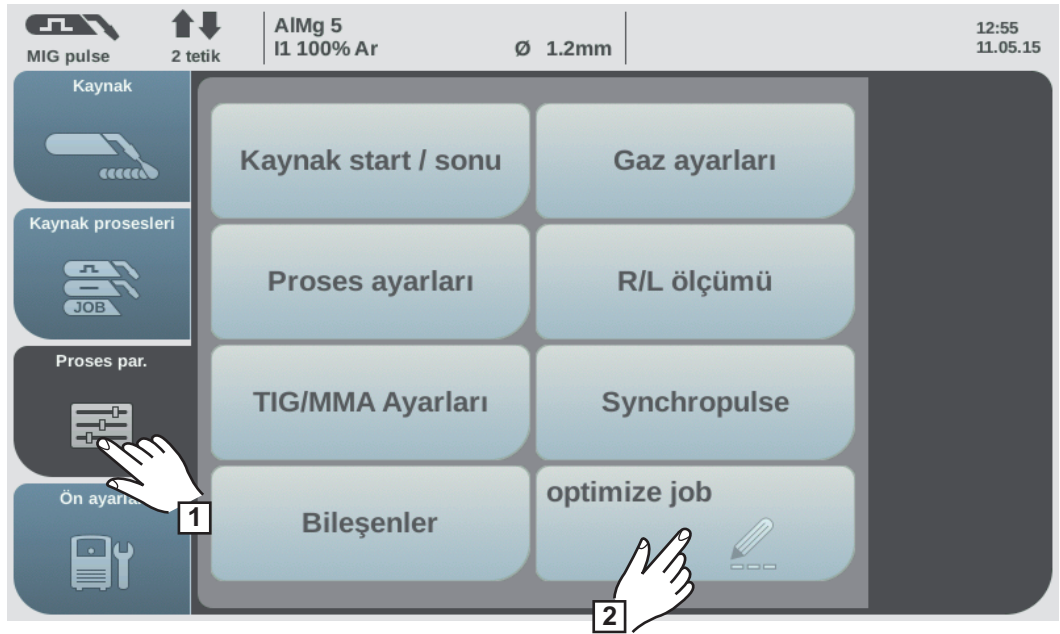 MIG pulse
2 tetik
AlMg 5
I1 100% Ar
Ø 1.2mm
12:55
11.05.15
Kaynak
Kaynak prosesleri
JOB
Proses par.
Ön
Kaynak start / sonu
Gaz ayarları
Proses ayarları
R/L ölçümü
TIG/MMA Ayarları
Synchropulse
Bileşenler
optimize job
1
2